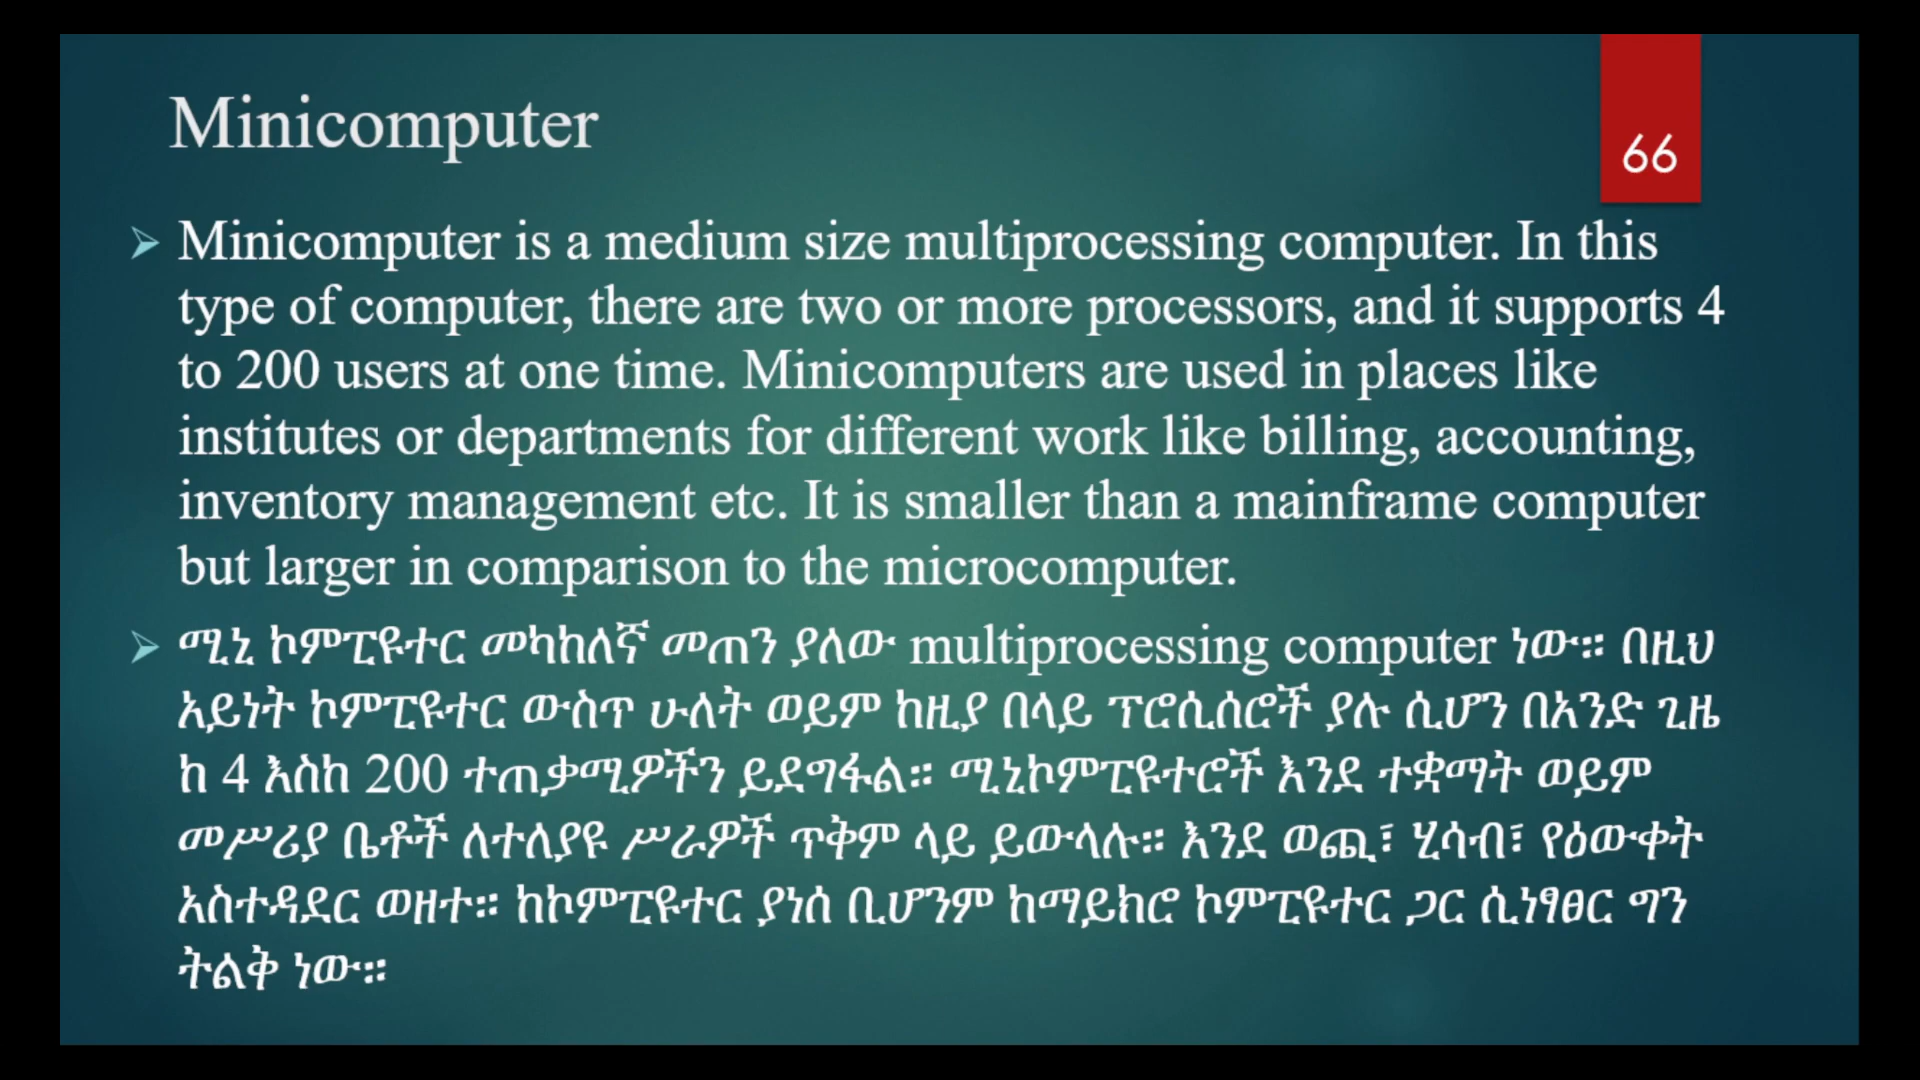 Minicomputer
66
➢ Minicomputer is a medium size multiprocessing computer. In this
type of computer, there are two or more processors, and it supports 4
to 200 users at one time. Minicomputers are used in places like
institutes or departments for different work like billing, accounting,
inventory management etc. It is smaller than a mainframe computer
but larger in comparison to the microcomputer.
➢ ሚኒ ኮምፒዩተር መካከለኛ መጠን ያለው multiprocessing computer ነው። በዚህ
አይነት ኮምፒዩተር ውስጥ ሁለት ወይም ከዚያ በላይ ፕሮሲሰሮች ያሉ ሲሆን በአንድ ጊዜ
ከ 4 እስከ 200 ተጠቃሚዎችን ይደግፋል። ሚኒኮምፒዩተሮች እንደ ተቋማት ወይም
መሥሪያ ቤቶች ለተለያዩ ሥራዎች ጥቅም ላይ ይውላሉ። እንደ ወጪ፣ ሂሳብ፣ የዕውቀት
አስተዳደር ወዘተ። ከኮምፒዩተር ያነሰ ቢሆንም ከማይክሮ ኮምፒዩተር ጋር ሲነፃፀር ግን
ትልቅ ነው።